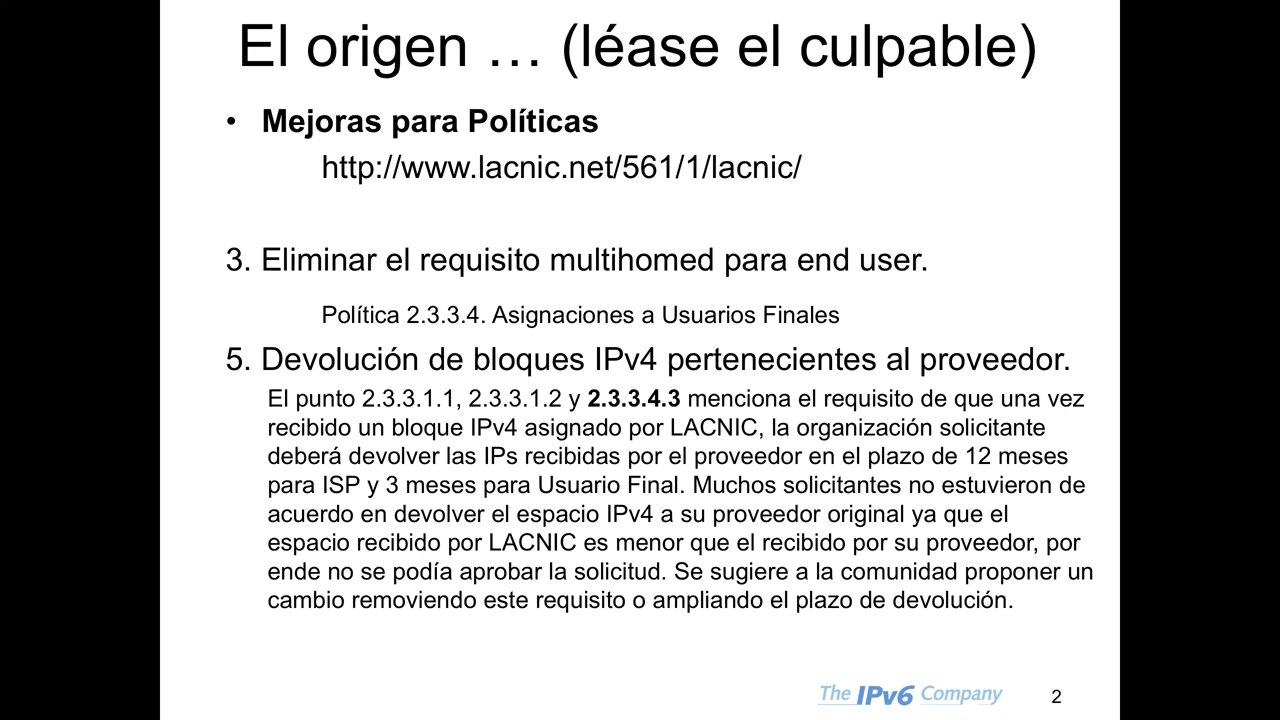 El origen … (léase el culpable)
• Mejoras para Políticas
http://www.lacnic.net/561/1/lacnic/
3. Eliminar el requisito multihomed para end user.
Política 2.3.3.4. Asignaciones a Usuarios Finales
5. Devolución de bloques IPv4 pertenecientes al proveedor.
El punto 2.3.3.1.1, 2.3.3.1.2 y 2.3.3.4.3 menciona el requisito de que una vez
recibido un bloque IPv4 asignado por LACNIC, la organización solicitante
deberá devolver las IPs recibidas por el proveedor en el plazo de 12 meses
para ISP y 3 meses para Usuario Final. Muchos solicitantes no estuvieron de
acuerdo en devolver el espacio IPv4 a su proveedor original ya que el
espacio recibido por LACNIC es menor que el recibido por su proveedor, por
ende no se podía aprobar la solicitud. Se sugiere a la comunidad proponer un
cambio removiendo este requisito o ampliando el plazo de devolución.
The IPv6 Company
2